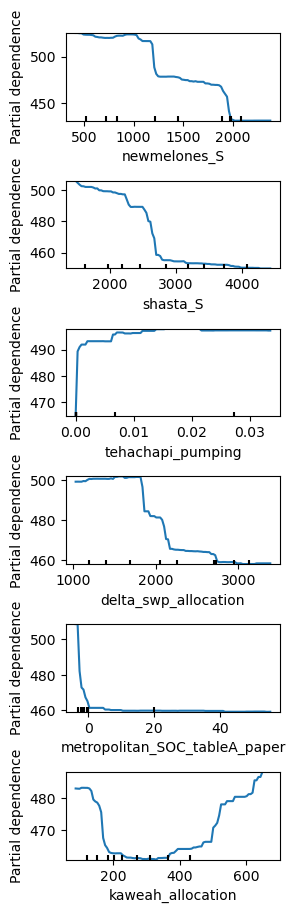 Partial dependence
500
450
500 1000 1500 2000
newmelones_S
Partial dependence
500
480
460
2000 3000 4000
shasta_S
Partial dependence
490
480
470
0.00 0.01 0.02 0.03
tehachapi_pumping
Partial dependence
500
480
460
1000 2000 3000
delta_swp_allocation
Partial dependence
500
480
460
0 20 40
metropolitan_SOC_tableA_paper
Partial dependence
480
470
200 400 600
kaweah_allocation